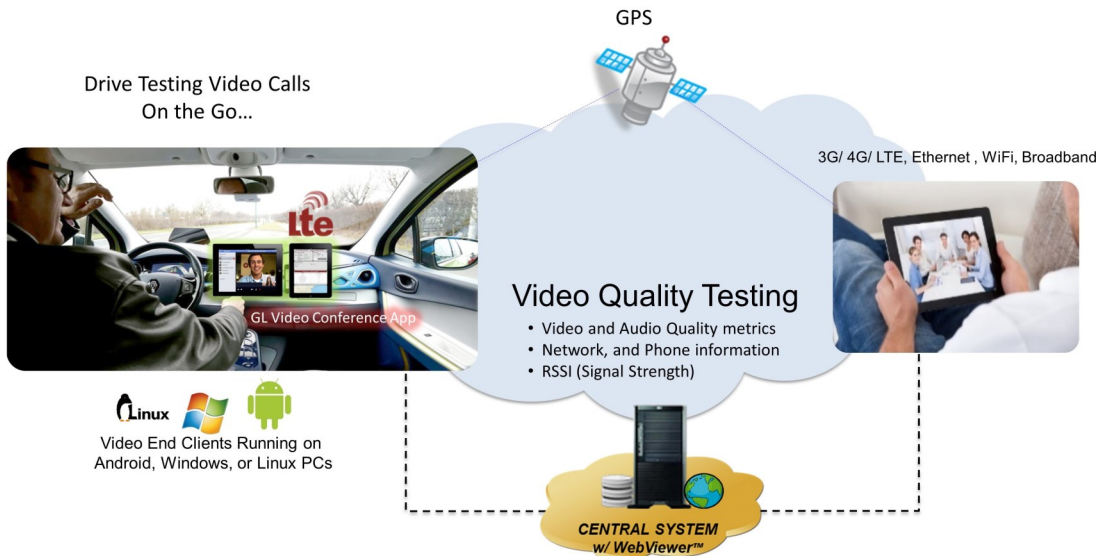 GPS
Drive Testing Video Calls
On the Go...
3G/ 4G/ LTE, Ethernet , WiFi, Broadband
Lte
GL Video Conference App
Video Quality Testing
• Video and Audio Quality metrics
• Network, and Phone information
• RSSI (Signal Strength)
Linux
Video End Clients Running on
Android, Windows, or Linux PCs
CENTRAL SYSTEM
w/ WebViewer™